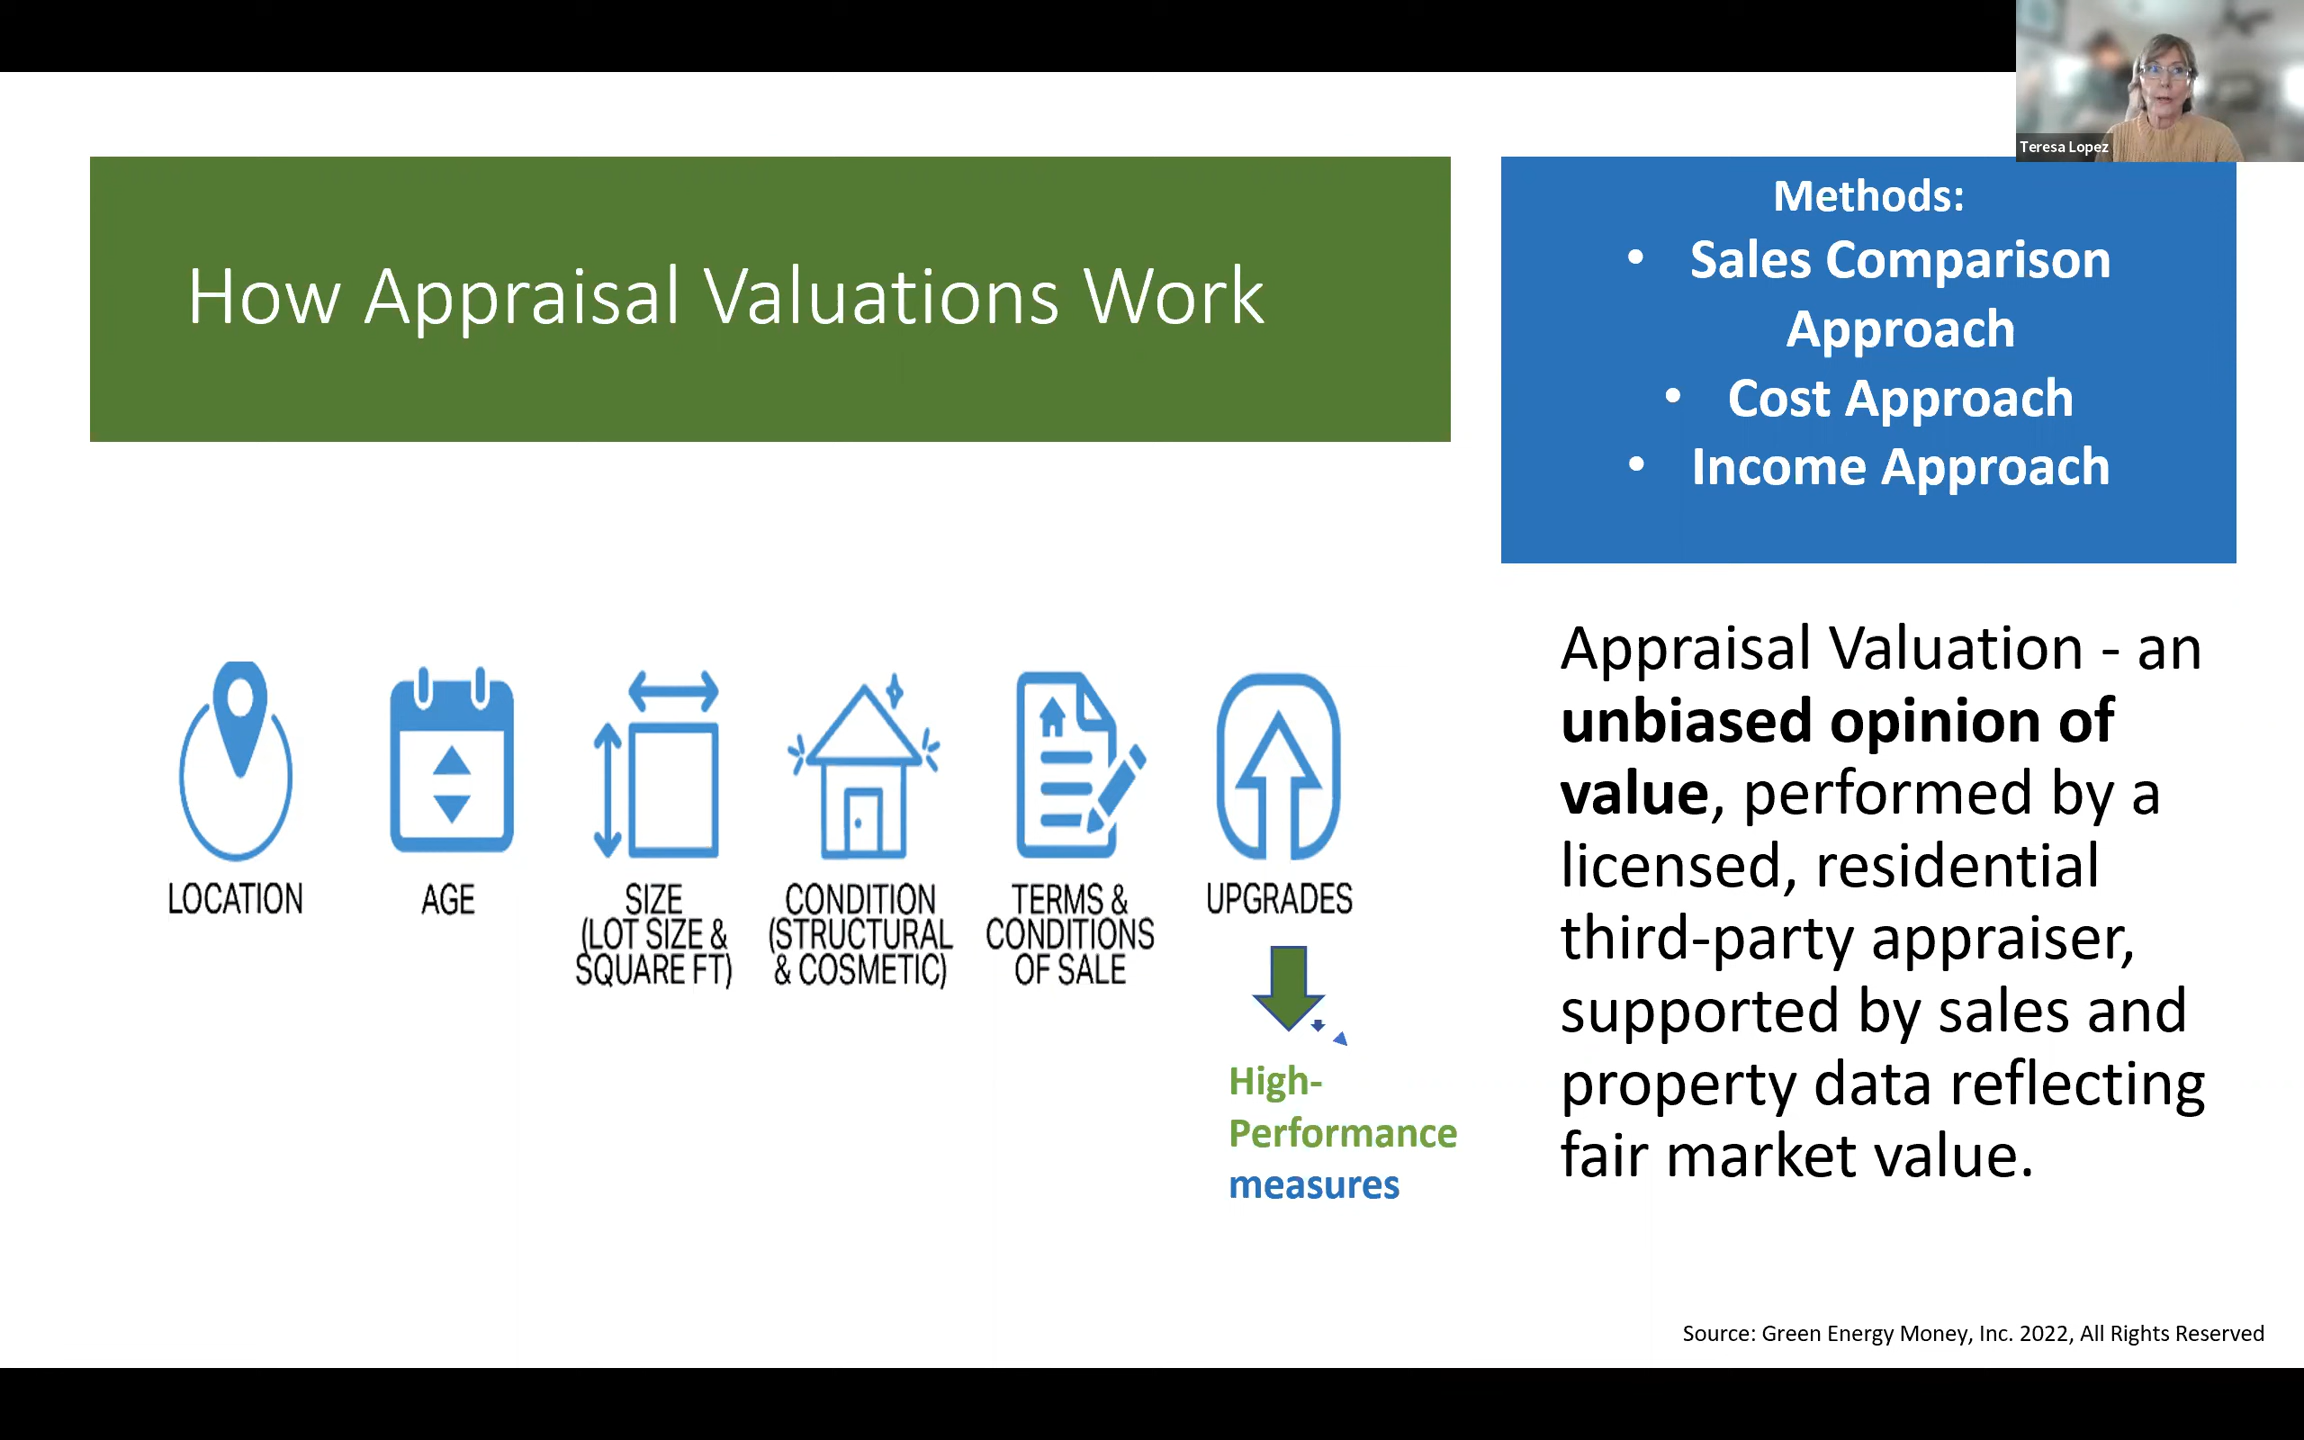 Teresa Lopez
How Appraisal Valuations Work
Methods:
• Sales Comparison
Approach
• Cost Approach
• Income Approach
LOCATION
AGE
SIZE
(LOT SIZE &
SQUARE FT)
CONDITION
(STRUCTURAL
& COSMETIC)
TERMS &
CONDITIONS
OF SALE
UPGRADES
High-
Performance
measures
Appraisal Valuation - an
unbiased opinion of
value, performed by a
licensed, residential
third-party appraiser,
supported by sales and
property data reflecting
fair market value.
Source: Green Energy Money, Inc. 2022, All Rights Reserved